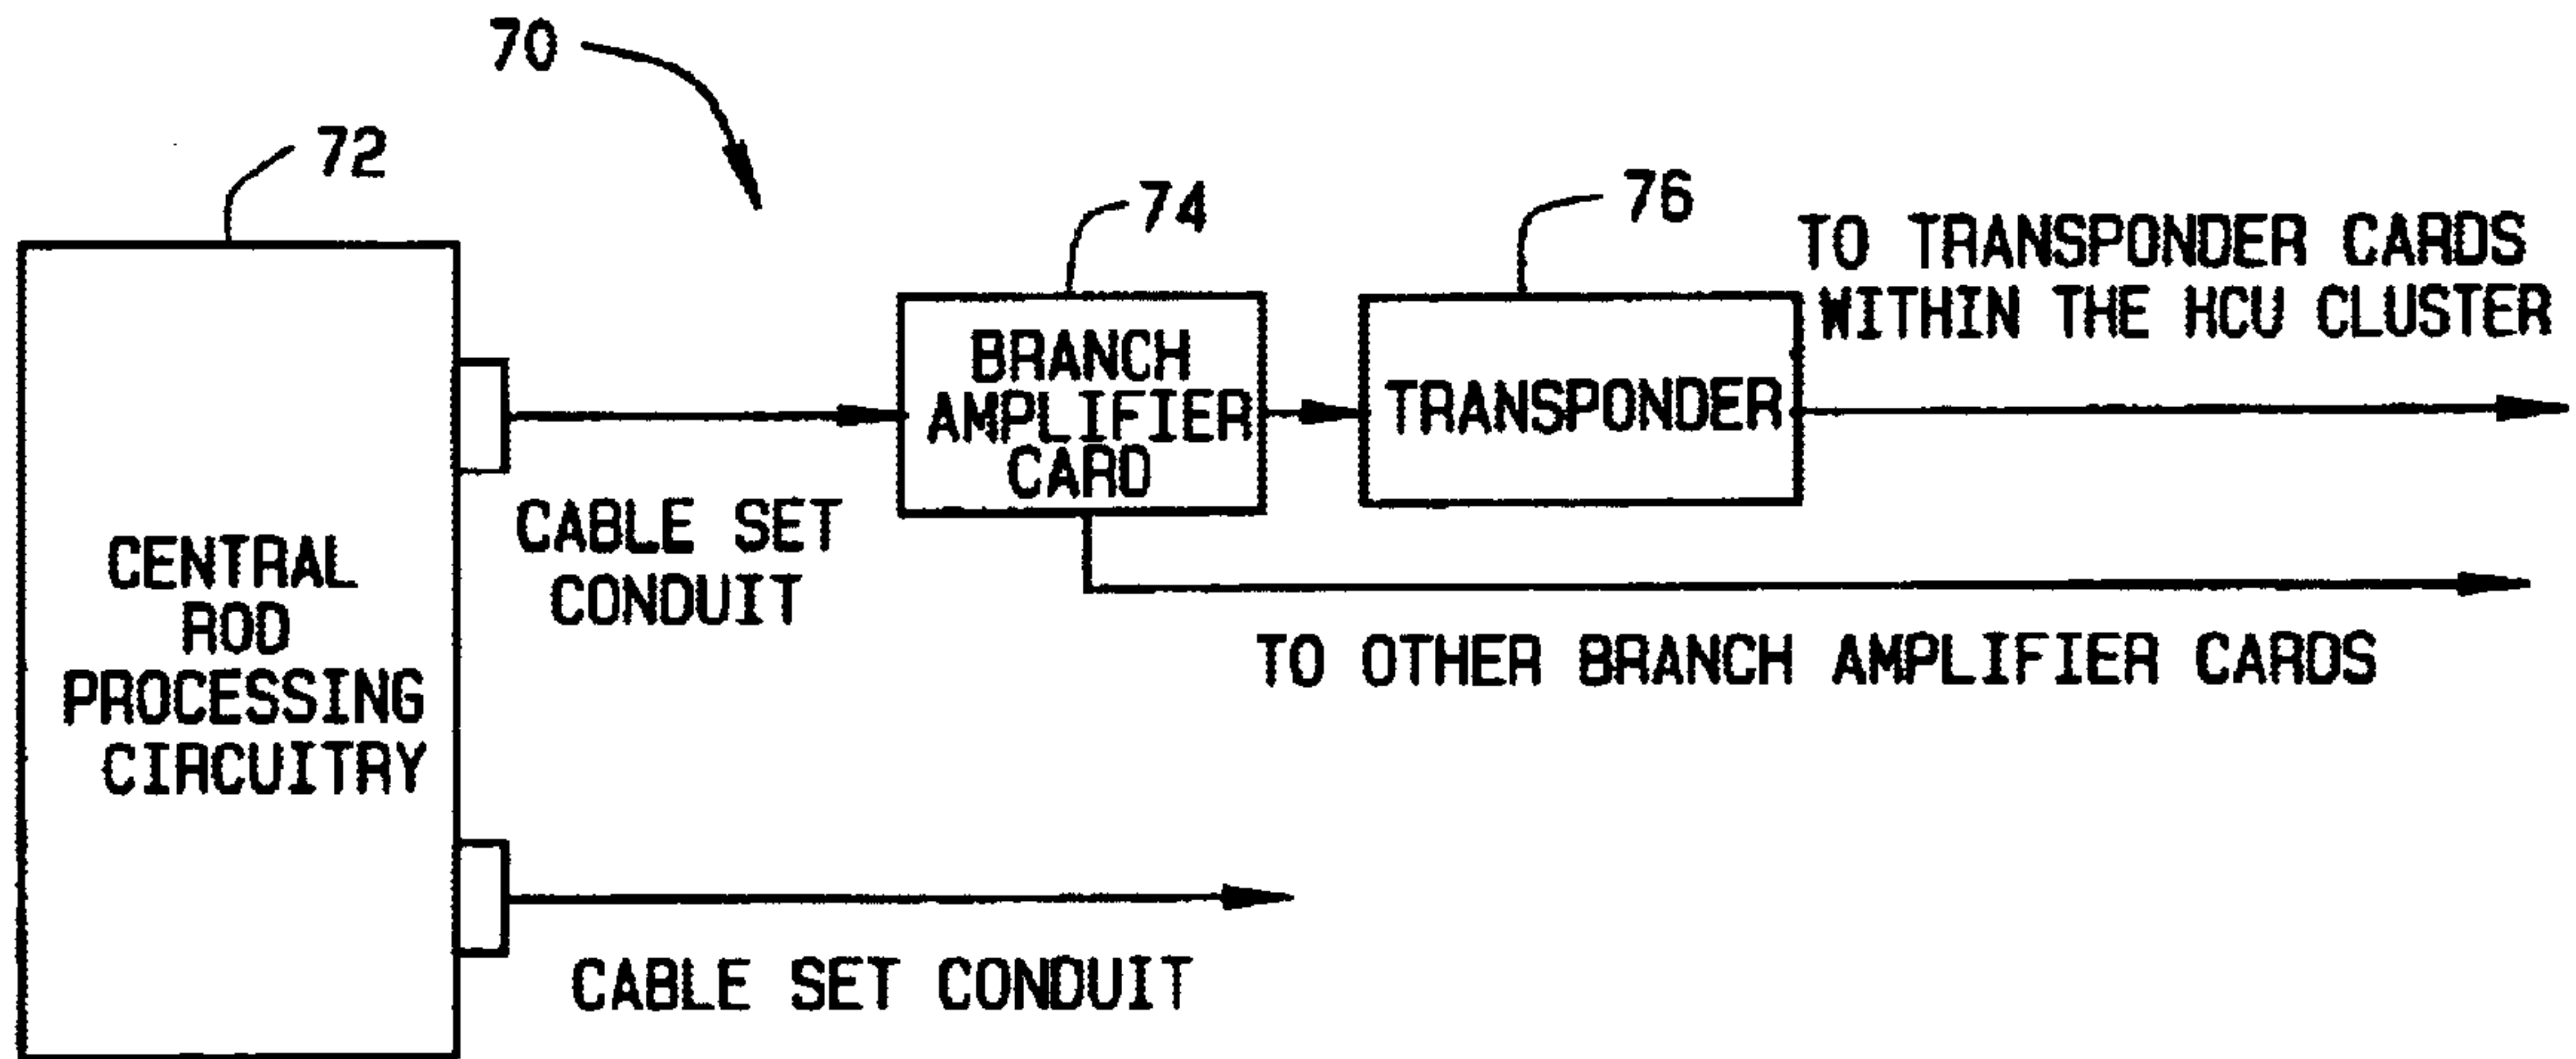 70
72
74
76
TO TRANSPONDER CARDS
WITHIN THE HCU CLUSTER
BRANCH
AMPLIFIER
CARD
TRANSPONDER
CABLE SET
CONDUIT
CENTRAL
ROD
PROCESSING
CIRCUITRY
TO OTHER BRANCH AMPLIFIER CARDS
CABLE SET CONDUIT